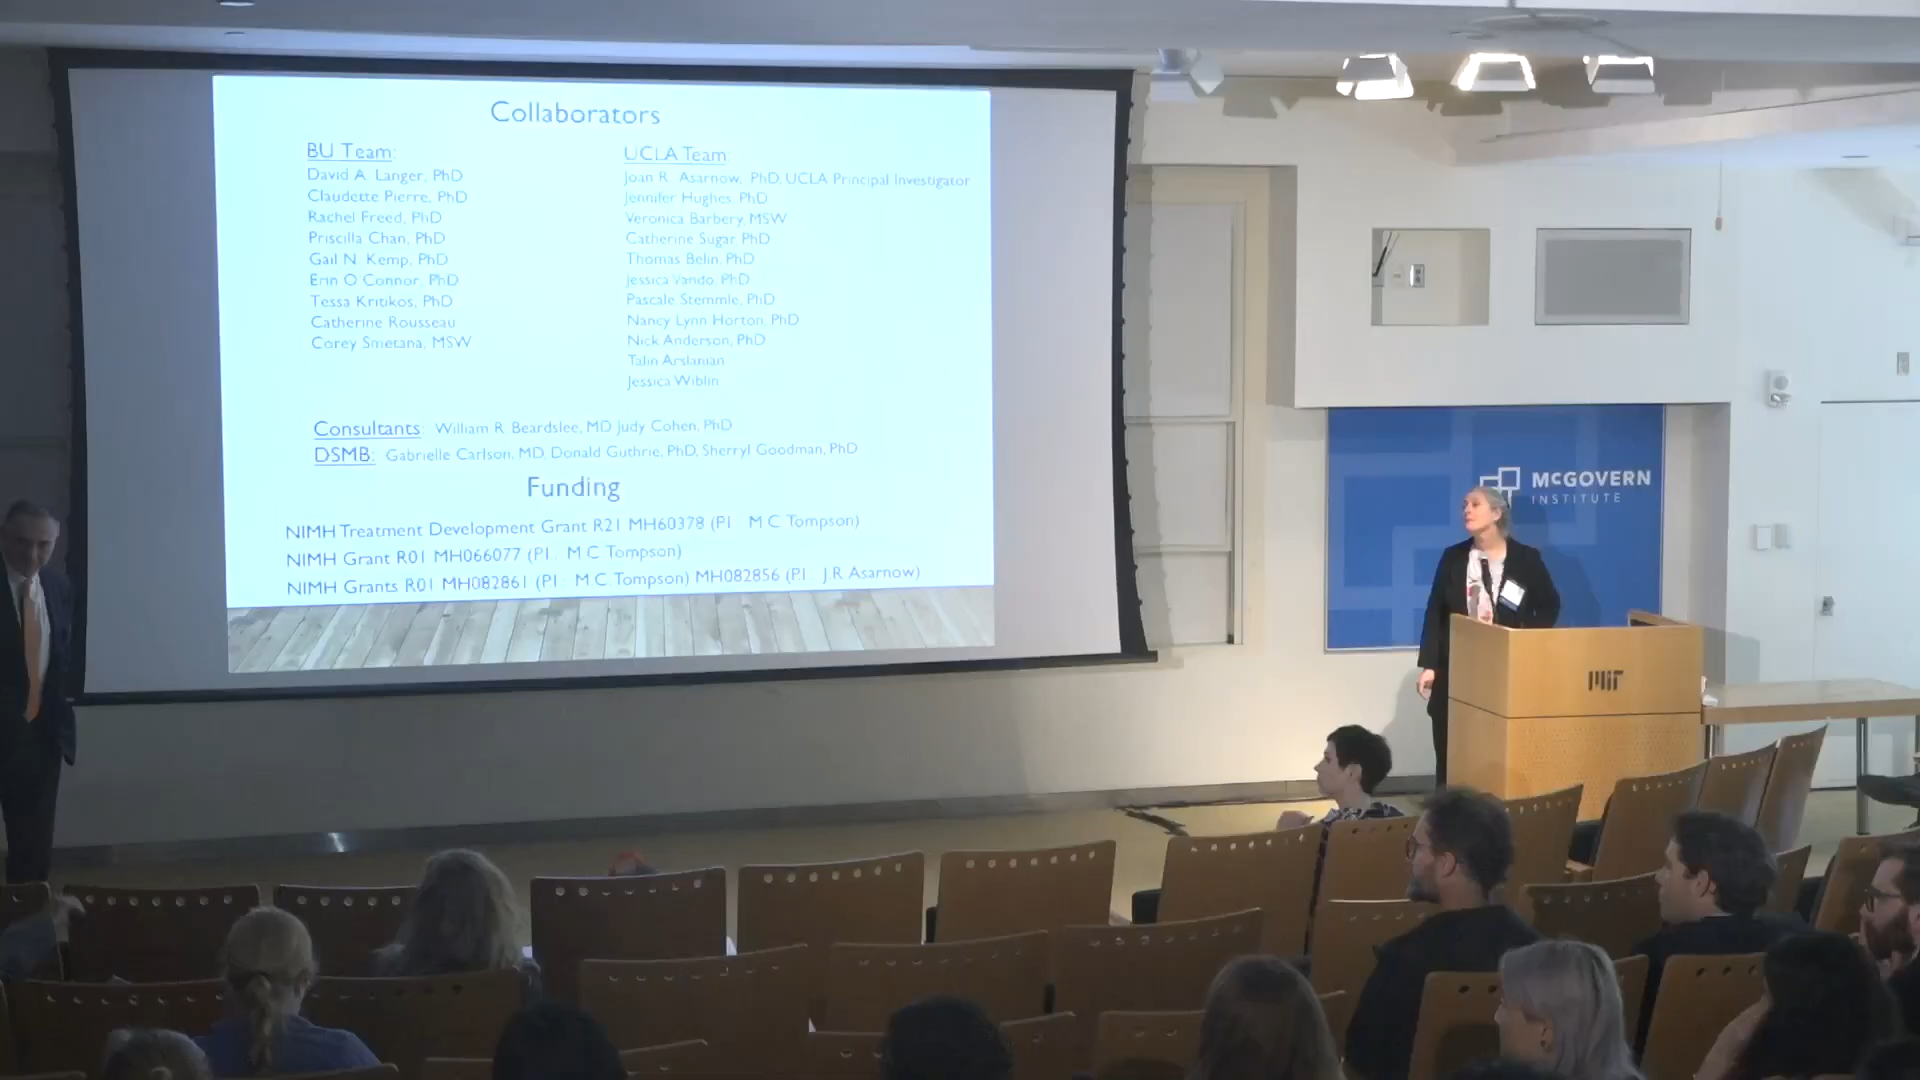 Collaborators
BU Team:
David A. Langer, PhD
Claudette Pierre, PhD
Rachel Freed, PhD
Priscilla Chan, PhD
Gail N. Kemp, PhD
Erin O'Connor, PhD
Tessa Kritikos, PhD
Catherine Rousseau
Corey Smetana, MSW
UCLA Team:
Joan R. Asarnow, PhD, UCLA Principal Investigator
Jennifer Hughes, PhD
Veronica Barbery, MSW
Catherine Sugar, PhD
Thomas Belin, PhD
Jessica Vando, PhD
Pascale Stemmle, PhD
Nancy Lynn Horton, PhD
Nick Anderson, PhD
Talin Arslanian
Jessica Wiblin
Consultants: William R. Beardslee, MD Judy Cohen, PhD
DSMB: Gabrielle Carlson, MD, Donald Guthrie, PhD, Sherryl Goodman, PhD
Funding
NIMH Treatment Development Grant R21 MH60378 (P.I.: M.C. Tompson)
NIMH Grant R01 MH066077 (P.I.: M.C. Tompson)
NIMH Grants R01 MH082861 (P.I.: M.C. Tompson) MH082856 (P.I.: J.R. Asarnow)
McGOVERN
INSTITUTE
MIT